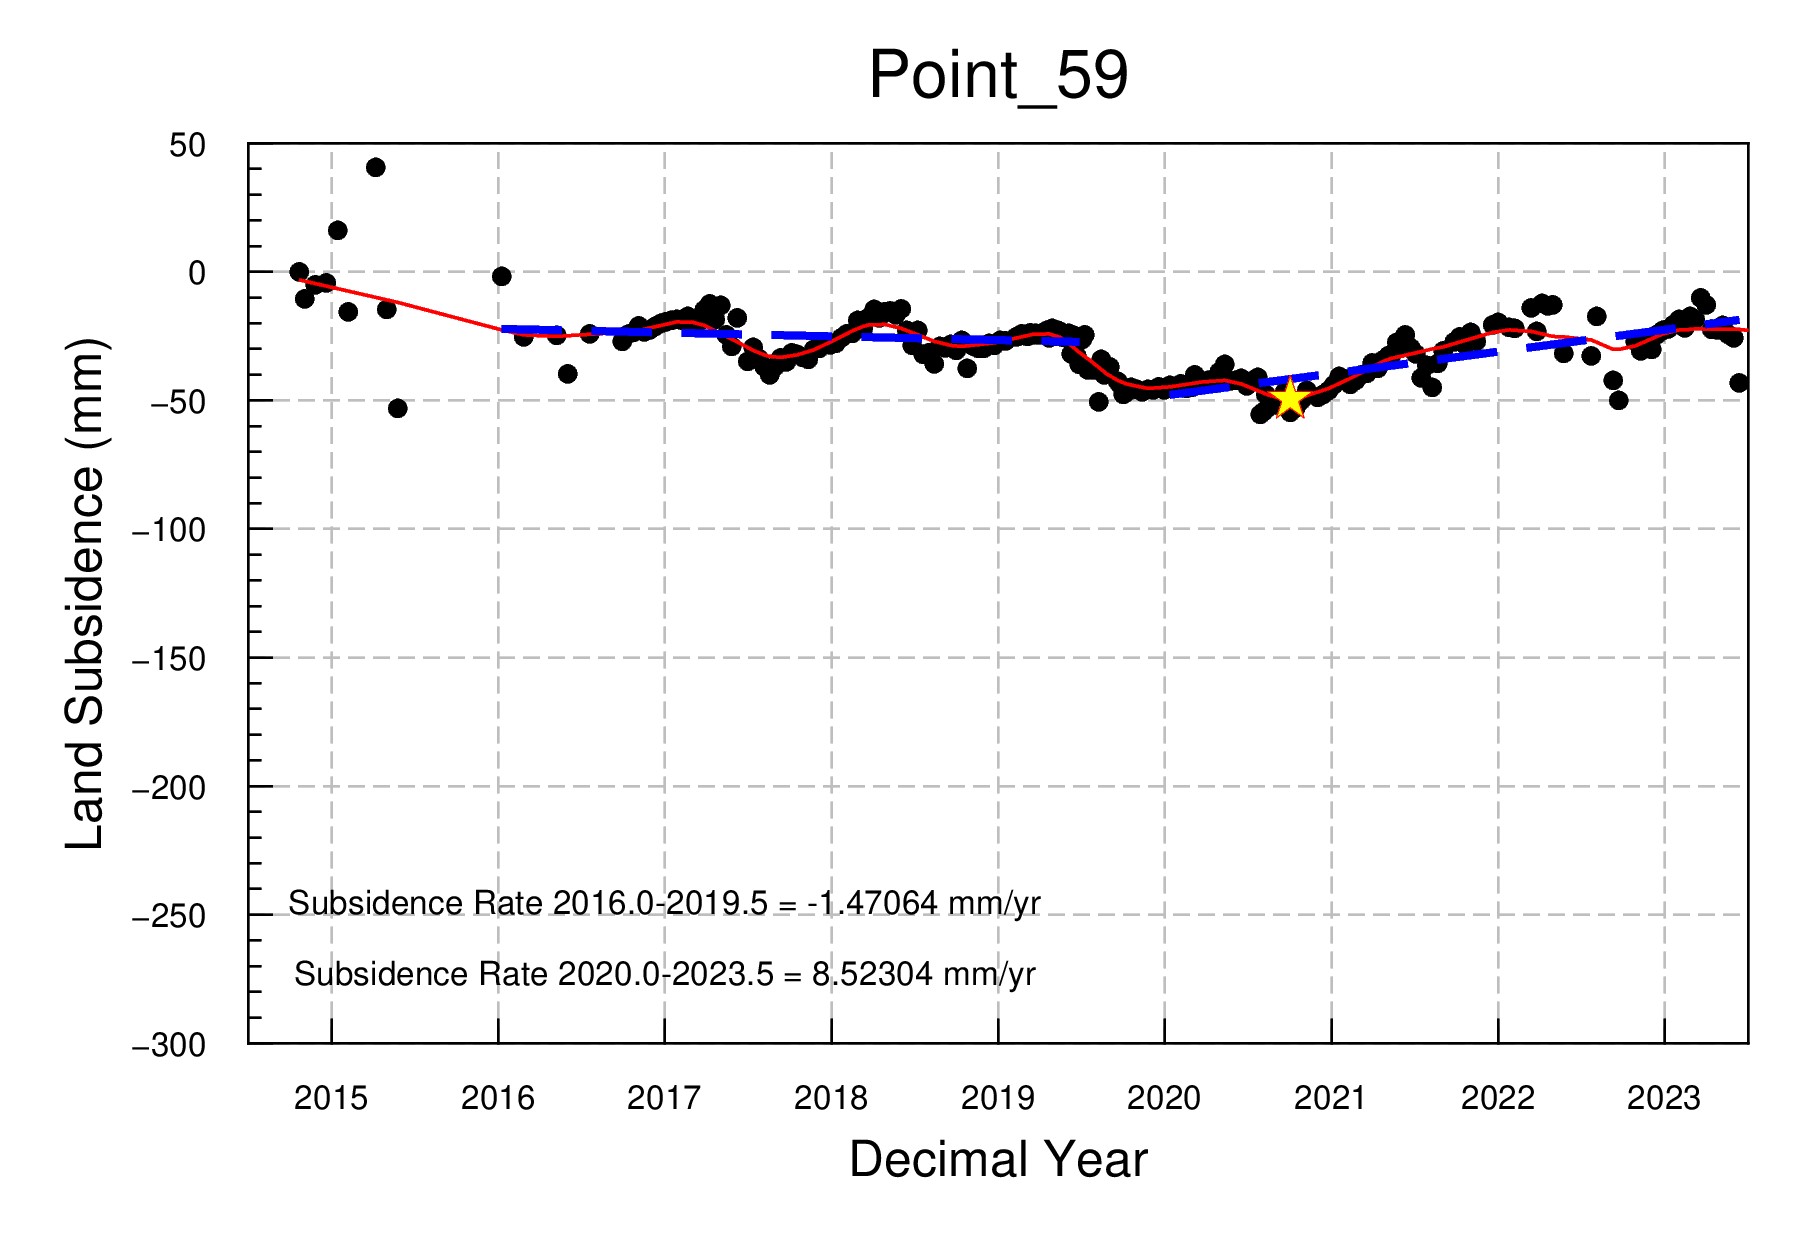 Point_59
50
0
−50
−100
−150
−200
−250
−300
Land Subsidence (mm)
Subsidence Rate 2016.0-2019.5 = -1.47064 mm/yr
Subsidence Rate 2020.0-2023.5 = 8.52304 mm/yr
2015 2016 2017 2018 2019 2020 2021 2022 2023
Decimal Year